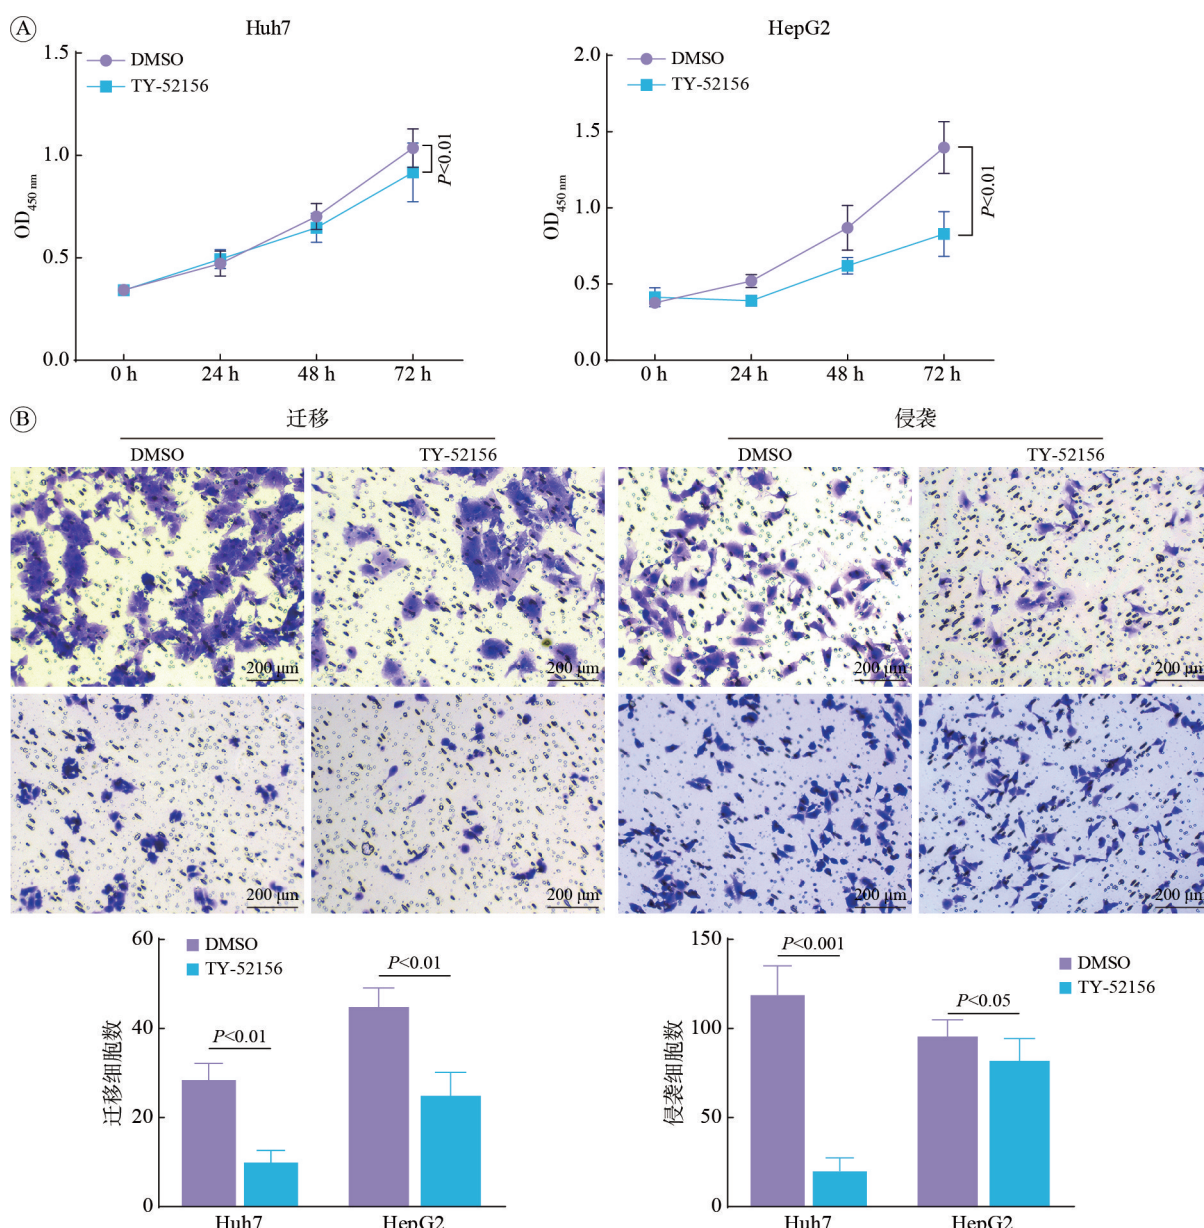 A
Huh7
DMSO
TY-52156
OD450 nm
1.5
1.0
0.5
0.0
0 h 24 h 48 h 72 h
P<0.01
HepG2
DMSO
TY-52156
OD450 nm
2.0
1.5
1.0
0.5
0.0
0 h 24 h 48 h 72 h
P<0.01
B
迁移 侵袭
DMSO TY-52156 DMSO TY-52156
200 μm 200 μm 200 μm 200 μm
200 μm 200 μm 200 μm 200 μm
DMSO
TY-52156
迁移细胞数
60
40
20
0
P<0.01
P<0.01
Huh7 HepG2
侵袭细胞数
150
100
50
0
P<0.001
P<0.05
DMSO
TY-52156
Huh7 HepG2